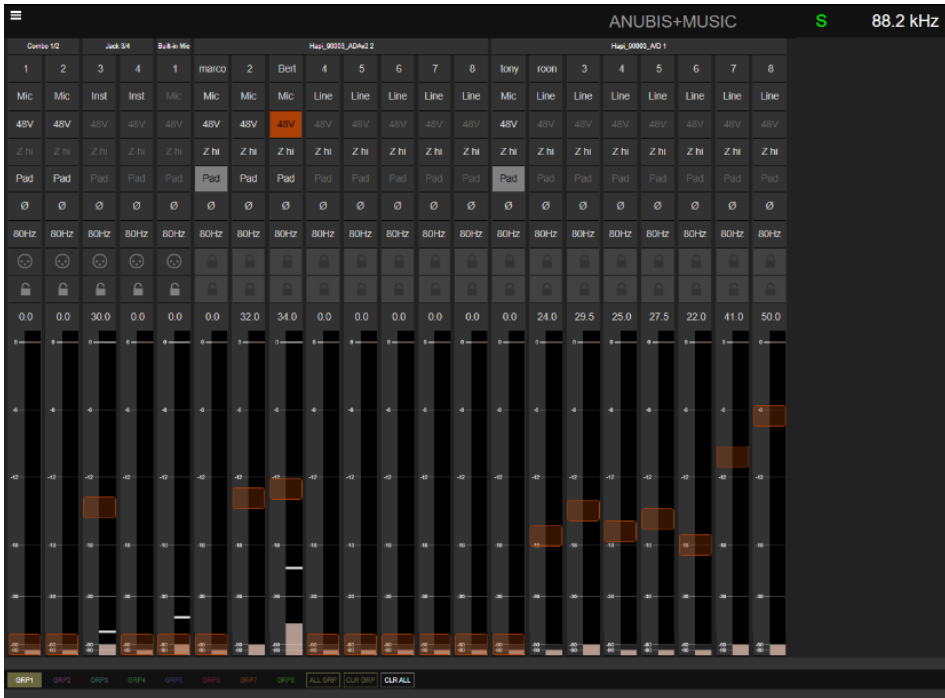 ANUBIS+MUSIC S 88.2 kHz
Combo 1/2 Jack 3/4 Built-in Mic Hapi_90003_ADAx2 2 Hapi_90003_A/D 1
1 2 3 4 1 marco 2 Bert 4 5 6 7 8 tony roon 3 4 5 6 7 8
Mic Mic Inst Inst Mic Mic Mic Mic Line Line Line Line Line Mic Line Line Line Line Line Line Line
48V 48V 48V 48V 48V 48V 48V 48V 48V 48V 48V 48V 48V 48V 48V 48V 48V 48V 48V 48V 48V
Z hi Z hi Z hi Z hi Z hi Z hi Z hi Z hi Z hi Z hi Z hi Z hi Z hi Z hi Z hi Z hi Z hi Z hi Z hi Z hi Z hi
Pad Pad Pad Pad Pad Pad Pad Pad Pad Pad Pad Pad Pad Pad Pad Pad Pad Pad Pad Pad Pad
Ø Ø Ø Ø Ø Ø Ø Ø Ø Ø Ø Ø Ø Ø Ø Ø Ø Ø Ø Ø Ø
80Hz 80Hz 80Hz 80Hz 80Hz 80Hz 80Hz 80Hz 80Hz 80Hz 80Hz 80Hz 80Hz 80Hz 80Hz 80Hz 80Hz 80Hz 80Hz 80Hz 80Hz
0.0 0.0 30.0 0.0 0.0 0.0 32.0 34.0 0.0 0.0 0.0 0.0 0.0 0.0 24.0 29.5 25.0 27.5 22.0 41.0 50.0
GRP1 GRP2 GRP3 GRP4 GRP5 GRP6 GRP7 GRP8 ALL GRP CLR GRP CLR ALL